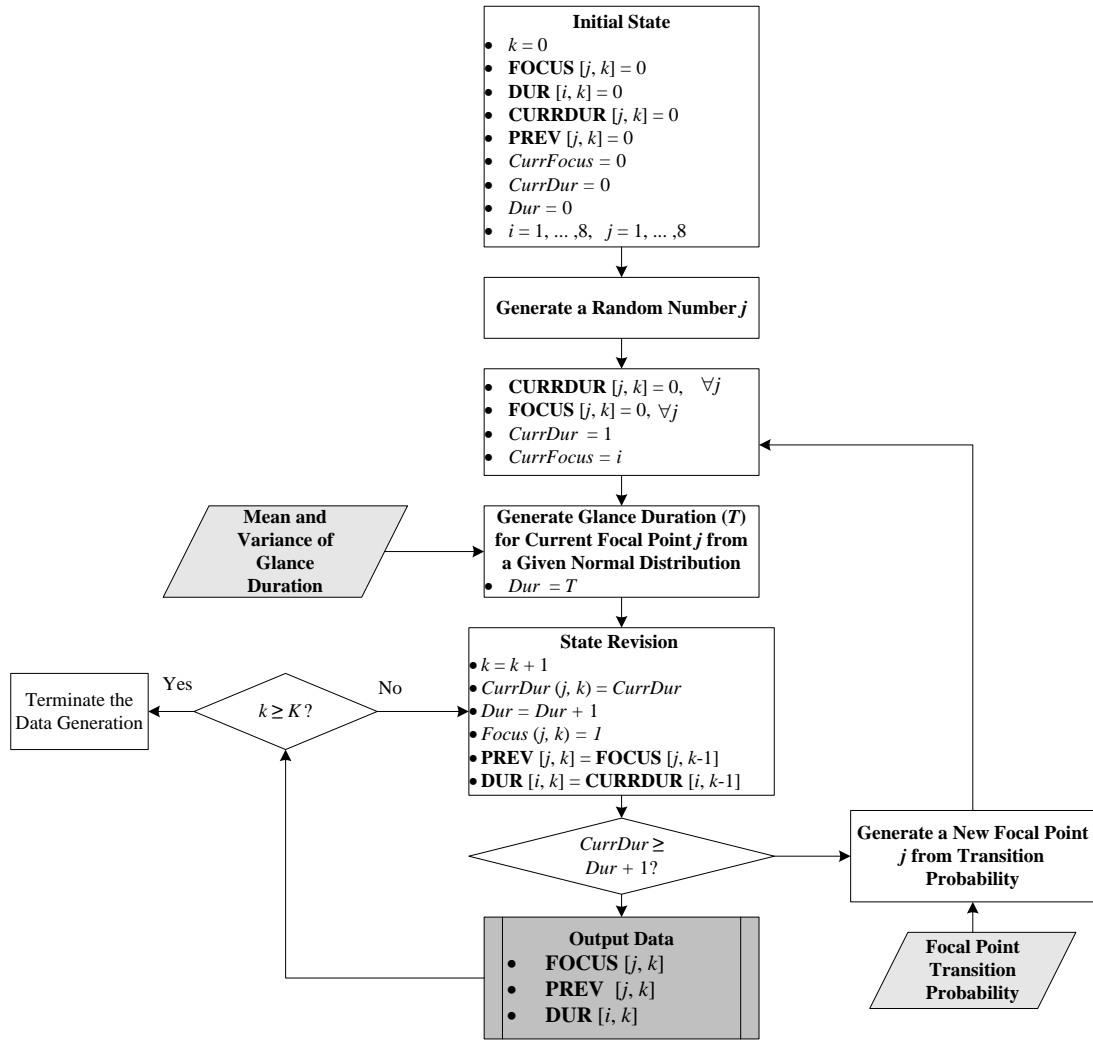 Initial State
• k = 0
• FOCUS [j, k] = 0
• DUR [i, k] = 0
• CURRDUR [j, k] = 0
• PREV [j, k] = 0
• CurrFocus = 0
• CurrDur = 0
• Dur = 0
• i = 1, ... ,8, j = 1, ... ,8
Generate a Random Number j
• CURRDUR [j, k] = 0, ∀j
• FOCUS [j, k] = 0, ∀j
• CurrDur = 1
• CurrFocus = i
Mean and
Variance of
Glance
Duration
Generate Glance Duration (T)
for Current Focal Point j from
a Given Normal Distribution
• Dur = T
State Revision
• k = k + 1
• CurrDur (j, k) = CurrDur
• Dur = Dur + 1
• Focus (j, k) = 1
• PREV [j, k] = FOCUS [j, k-1]
• DUR [i, k] = CURRDUR [i, k-1]
Terminate the
Data Generation
Yes
k ≥ K?
No
CurrDur ≥
Dur + 1?
Generate a New Focal Point
j from Transition
Probability
Focal Point
Transition
Probability
Output Data
• FOCUS [j, k]
• PREV [j, k]
• DUR [i, k]